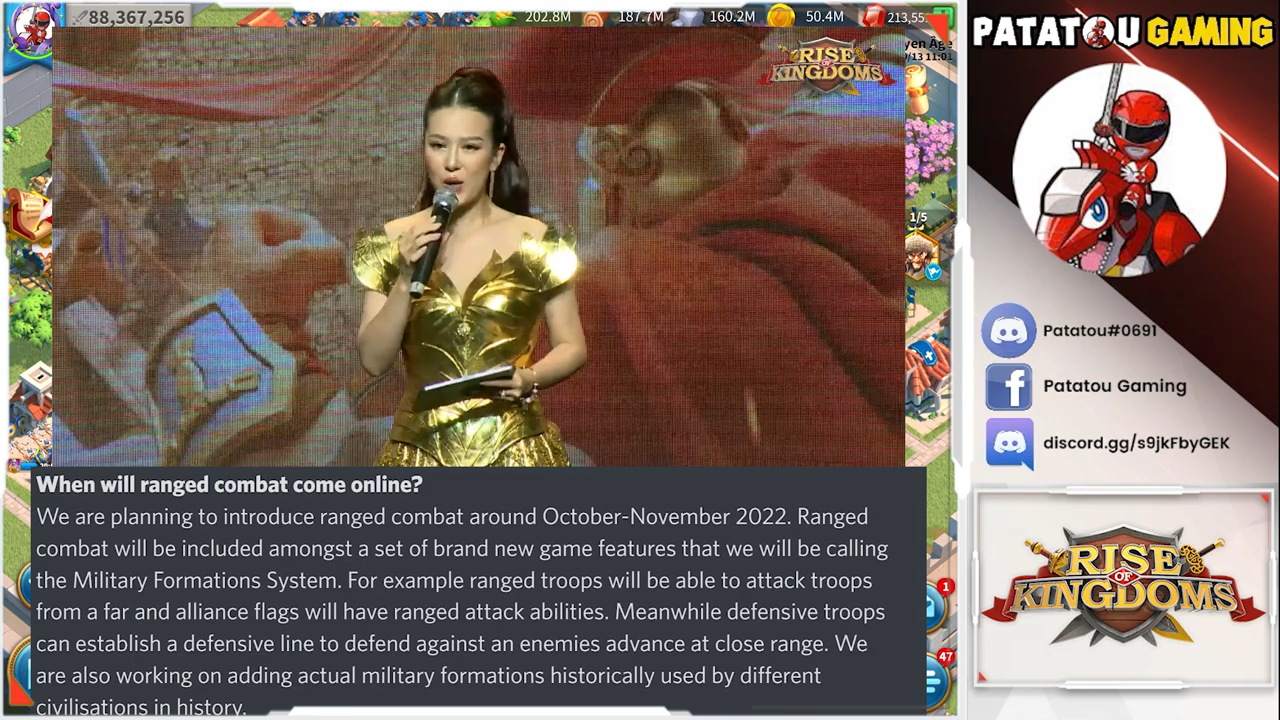 88,367,256
202.8M
187.7M
160.2M
50.4M
213,55
RISE
OF
KINGDOMS
11:01
1/5
When will ranged combat come online?
We are planning to introduce ranged combat around October-November 2022. Ranged
combat will be included amongst a set of brand new game features that we will be calling
the Military Formations System. For example ranged troops will be able to attack troops
from a far and alliance flags will have ranged attack abilities. Meanwhile defensive troops
can establish a defensive line to defend against an enemies advance at close range. We
are also working on adding actual military formations historically used by different
civilisations in history.
1
47
PATATOU GAMING
Patatou#0691
Patatou Gaming
discord.gg/s9jkFbyGEK
RISE
OF
KINGDOMS